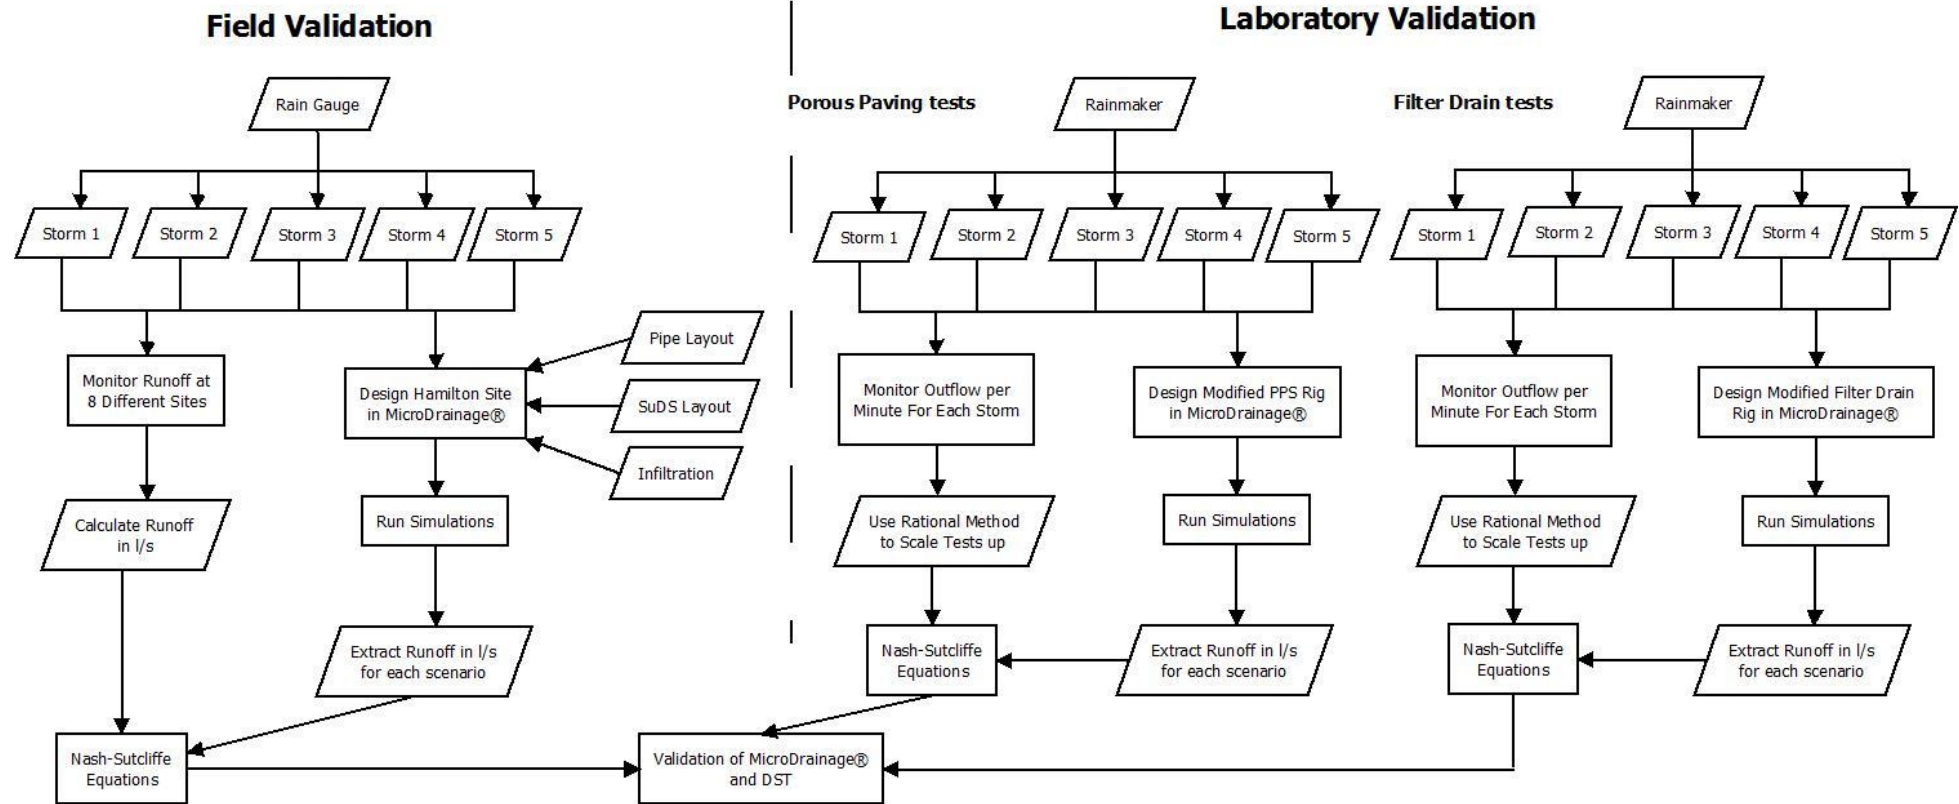 Field Validation
Laboratory Validation
Rain Gauge
Porous Paving tests
Rainmaker
Filter Drain tests
Rainmaker
Storm 1
Storm 2
Storm 3
Storm 4
Storm 5
Storm 1
Storm 2
Storm 3
Storm 4
Storm 5
Storm 1
Storm 2
Storm 3
Storm 4
Storm 5
Pipe Layout
SuDS Layout
Infiltration
Monitor Runoff at
8 Different Sites
Design Hamilton Site
in MicroDrainage®
Monitor Outflow per
Minute For Each Storm
Design Modified PPS Rig
in MicroDrainage®
Monitor Outflow per
Minute For Each Storm
Design Modified Filter Drain
Rig in MicroDrainage®
Calculate Runoff
in l/s
Run Simulations
Use Rational Method
to Scale Tests up
Run Simulations
Use Rational Method
to Scale Tests up
Run Simulations
Extract Runoff in l/s
for each scenario
Nash-Sutcliffe
Equations
Extract Runoff in l/s
for each scenario
Nash-Sutcliffe
Equations
Extract Runoff in l/s
for each scenario
Nash-Sutcliffe
Equations
Validation of MicroDrainage®
and DST